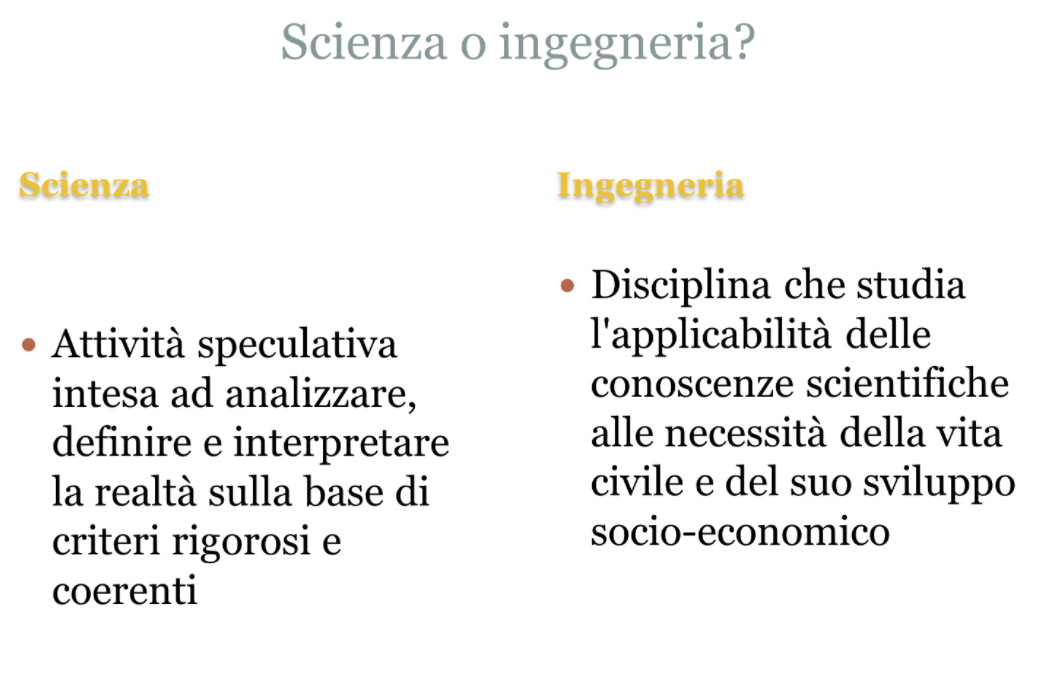 Scienza o ingegneria?
Scienza
• Attività speculativa
intesa ad analizzare,
definire e interpretare
la realtà sulla base di
criteri rigorosi e
coerenti
Ingegneria
• Disciplina che studia
l'applicabilità delle
conoscenze scientifiche
alle necessità della vita
civile e del suo sviluppo
socio-economico